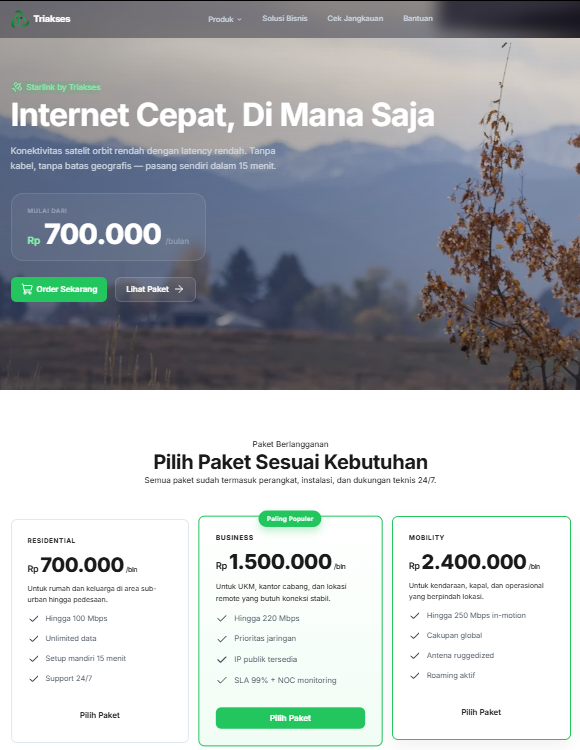 Triakses
Produk
Solusi Bisnis
Cek Jangkauan
Bantuan
Starlink by Triakses
Internet Cepat, Di Mana Saja
Konektivitas satelit orbit rendah dengan latency rendah. Tanpa
kabel, tanpa batas geografis — pasang sendiri dalam 15 menit.
MULAI DARI
Rp 700.000 /bulan
Order Sekarang
Lihat Paket
Paket Berlangganan
Pilih Paket Sesuai Kebutuhan
Semua paket sudah termasuk perangkat, instalasi, dan dukungan teknis 24/7.
RESIDENTIAL
Rp 700.000 /bln
Untuk rumah dan keluarga di area sub-
urban hingga pedesaan.
Hingga 100 Mbps
Unlimited data
Setup mandiri 15 menit
Support 24/7
Pilih Paket
Paling Populer
BUSINESS
Rp 1.500.000 /bln
Untuk UKM, kantor cabang, dan lokasi
remote yang butuh koneksi stabil.
Hingga 220 Mbps
Prioritas jaringan
IP publik tersedia
SLA 99% + NOC monitoring
Pilih Paket
MOBILITY
Rp 2.400.000 /bln
Untuk kendaraan, kapal, dan operasional
yang berpindah lokasi.
Hingga 250 Mbps in-motion
Cakupan global
Antena ruggedized
Roaming aktif
Pilih Paket